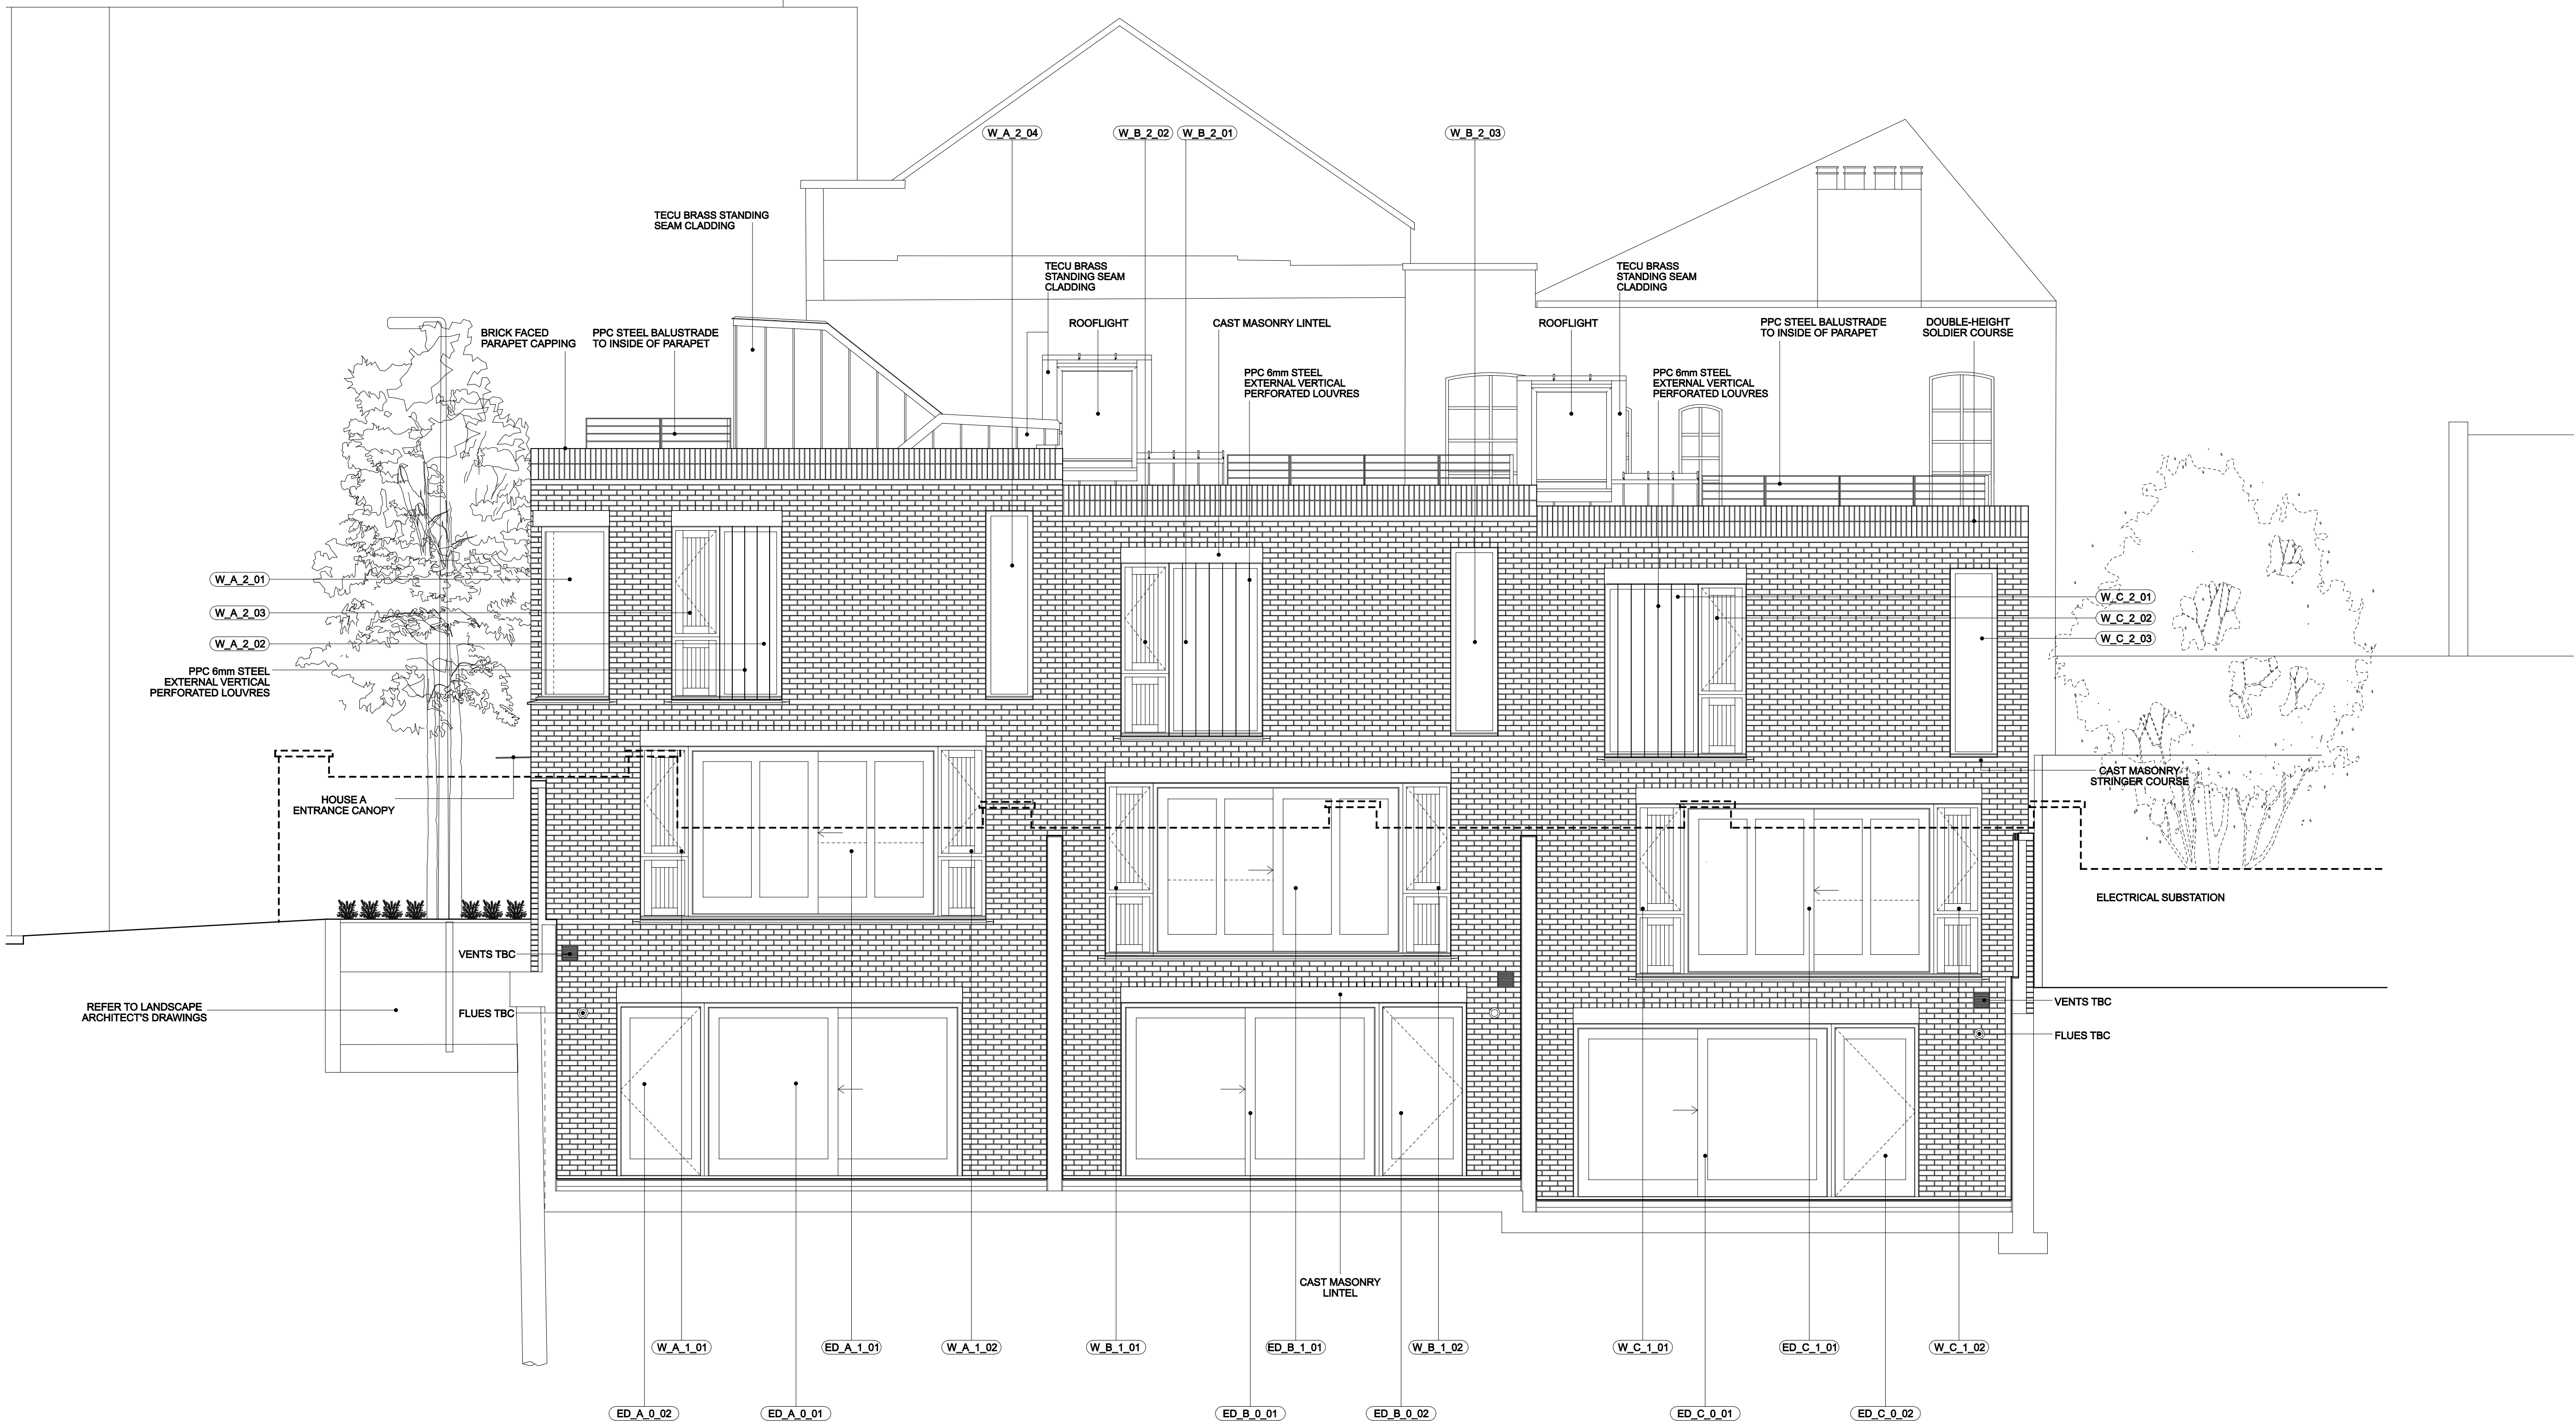 W_A_2_04
W_B_2_02
W_B_2_01
W_B_2_03
TECU BRASS STANDING
SEAM CLADDING
TECU BRASS
STANDING SEAM
CLADDING
TECU BRASS
STANDING SEAM
CLADDING
BRICK FACED
PARAPET CAPPING
PPC STEEL BALUSTRADE
TO INSIDE OF PARAPET
ROOFLIGHT
CAST MASONRY LINTEL
ROOFLIGHT
PPC STEEL BALUSTRADE
TO INSIDE OF PARAPET
DOUBLE-HEIGHT
SOLDIER COURSE
PPC 6mm STEEL
EXTERNAL VERTICAL
PERFORATED LOUVRES
PPC 6mm STEEL
EXTERNAL VERTICAL
PERFORATED LOUVRES
W_A_2_01
W_A_2_03
W_A_2_02
PPC 6mm STEEL
EXTERNAL VERTICAL
PERFORATED LOUVRES
W_C_2_01
W_C_2_02
W_C_2_03
HOUSE A
ENTRANCE CANOPY
CAST MASONRY
STRINGER COURSE
ELECTRICAL SUBSTATION
VENTS TBC
REFER TO LANDSCAPE
ARCHITECT'S DRAWINGS
FLUES TBC
VENTS TBC
FLUES TBC
CAST MASONRY
LINTEL
W_A_1_01
ED_A_1_01
W_A_1_02
W_B_1_01
ED_B_1_01
W_B_1_02
W_C_1_01
ED_C_1_01
W_C_1_02
ED_A_0_02
ED_A_0_01
ED_B_0_01
ED_B_0_02
ED_C_0_01
ED_C_0_02